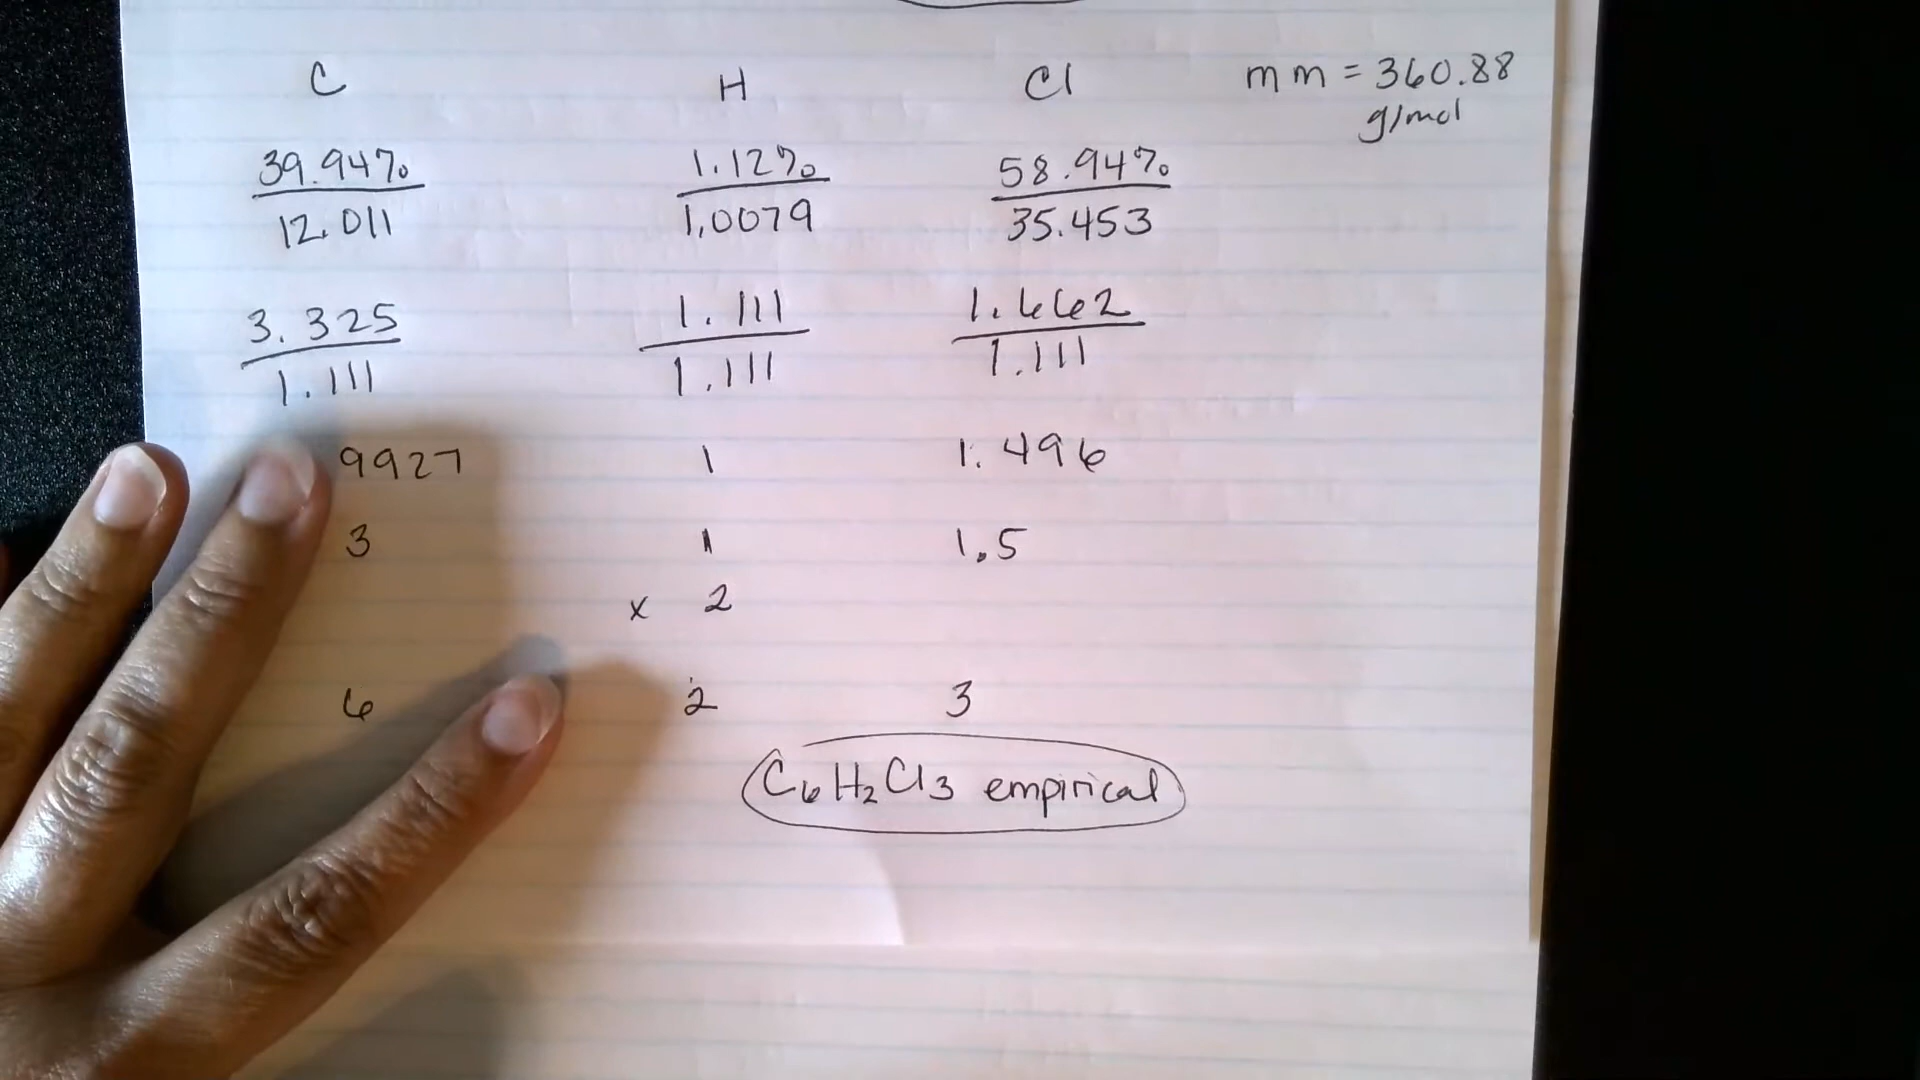 C H Cl mm = 360.88
g/mol
39.94% 1.12% 58.94%
12.011 1.0079 35.453
3.325 1.111 1.662
1.111 1.111 1.111
9927 1 1.496
3 1 1.5
x 2
6 2 3
C6H2Cl3 empirical